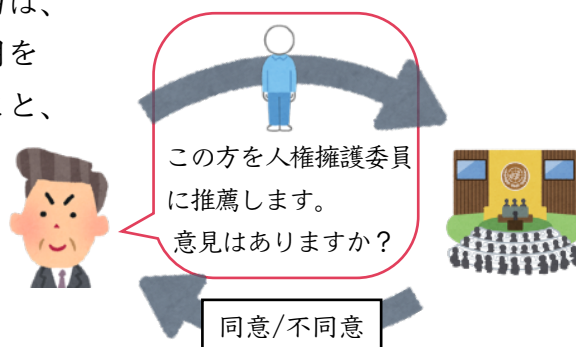 は、
を
と、
この方を人権擁護委員
に推薦します。
意見はありますか？
同意/不同意